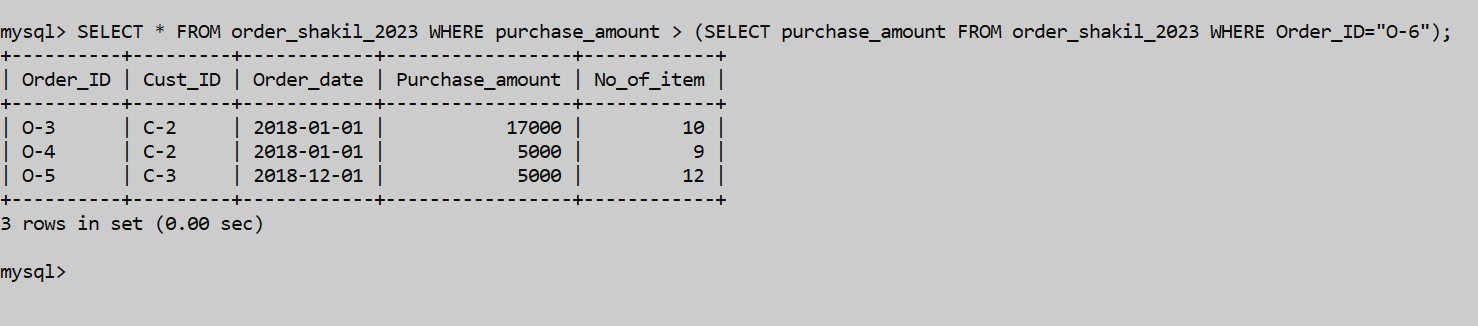 mysql> SELECT * FROM order_shakil_2023 WHERE purchase_amount > (SELECT purchase_amount FROM order_shakil_2023 WHERE Order_ID="O-6");
+----------+---------+------------+-----------------+------------+
| Order_ID | Cust_ID | Order_date | Purchase_amount | No_of_item |
+----------+---------+------------+-----------------+------------+
| O-3      | C-2     | 2018-01-01 |           17000 |         10 |
| O-4      | C-2     | 2018-01-01 |            5000 |          9 |
| O-5      | C-3     | 2018-12-01 |            5000 |         12 |
+----------+---------+------------+-----------------+------------+
3 rows in set (0.00 sec)
mysql>